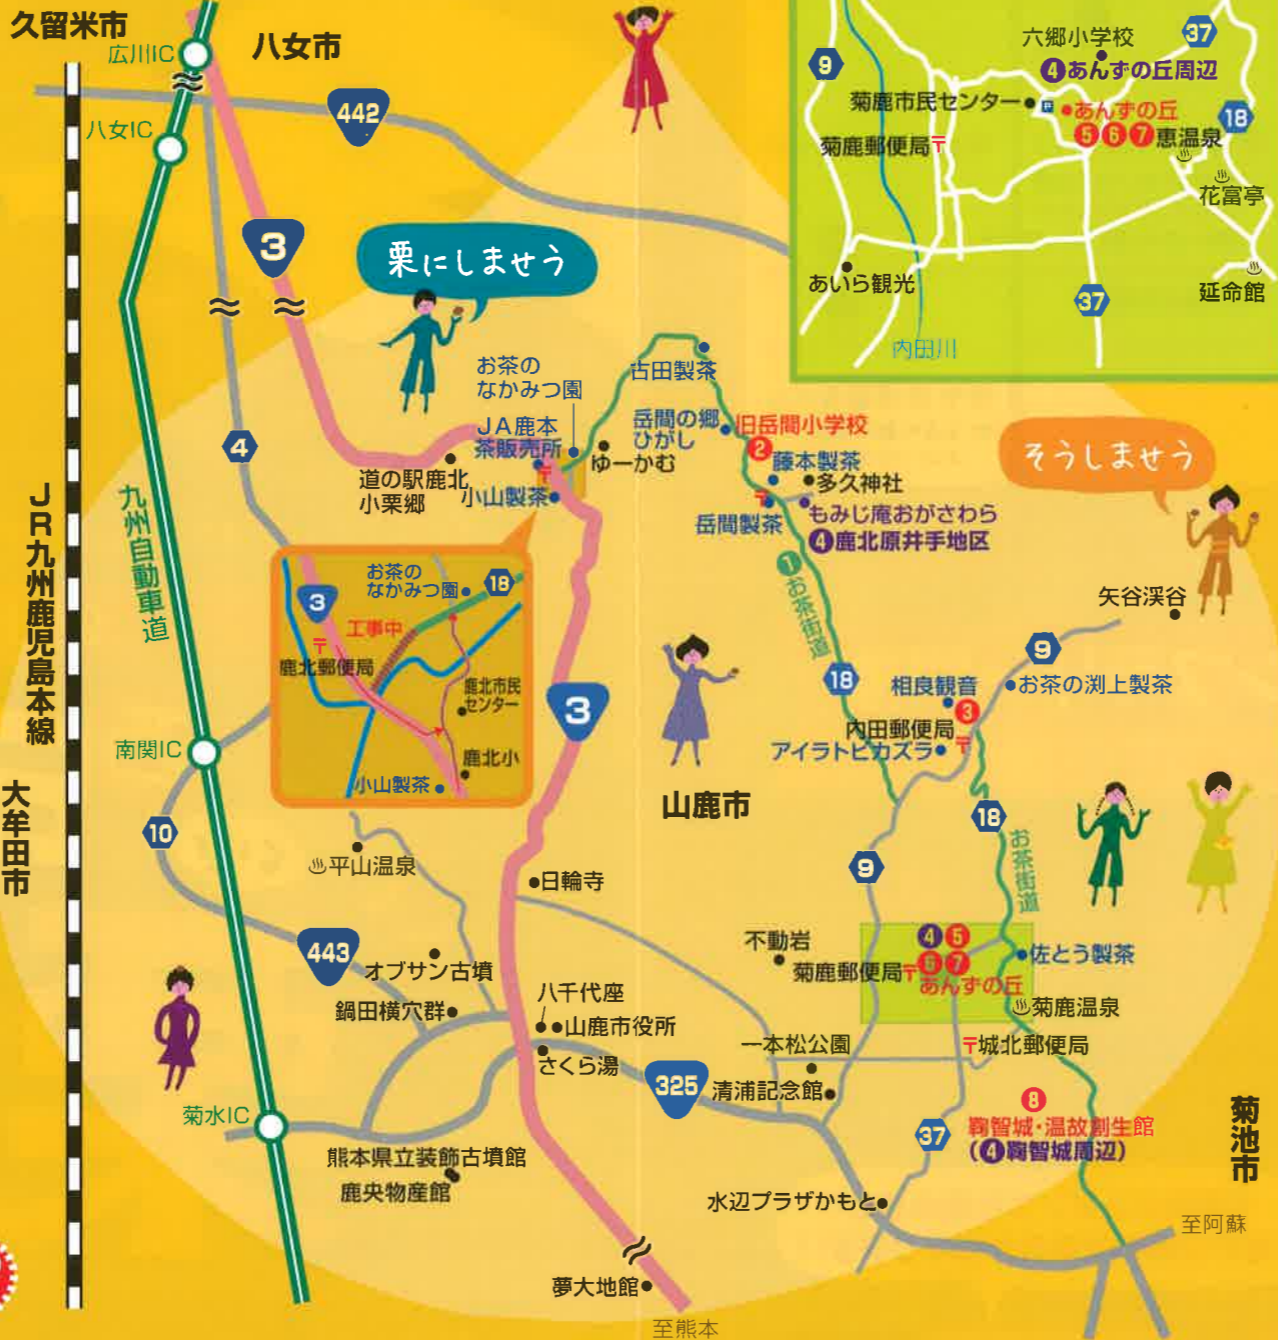 久留米市
広川IC
八女市
八女IC
442
3
栗にしませう
4
お茶の
なかみつ園
JA鹿本
茶販売所
道の駅鹿北
小栗郷
小山製茶
ゆーかむ
古田製茶
岳間の郷
ひがし
旧岳間小学校
2
藤本製茶
多久神社
岳間製茶
もみじ庵おがさわら
4鹿北原井手地区
1お茶街道
18
そうしませう
矢谷渓谷
9
お茶の渕上製茶
相良観音
3
内田郵便局
アイラトビカズラ
18
お茶街道
9
JR九州鹿児島本線
九州自動車道
お茶の
なかみつ園
18
3
工事中
鹿北郵便局
鹿北市民
センター
鹿北小
小山製茶
3
南関IC
大牟田市
10
平山温泉
山鹿市
日輪寺
443
オブサン古墳
鍋田横穴群
八千代座
山鹿市役所
さくら湯
不動岩
菊鹿郵便局
4 5
6 7
あんずの丘
佐とう製茶
菊鹿温泉
一本松公園
城北郵便局
325
清浦記念館
8
鞠智城・温故創生館
(4鞠智城周辺)
37
菊池市
菊水IC
熊本県立装飾古墳館
鹿央物産館
水辺プラザかもと
至阿蘇
夢大地館
至熊本
9
六郷小学校
37
4あんずの丘周辺
菊鹿市民センター
P
あんずの丘
18
菊鹿郵便局
5 6 7
恵温泉
花富亭
あいら観光
延命館
37
内田川